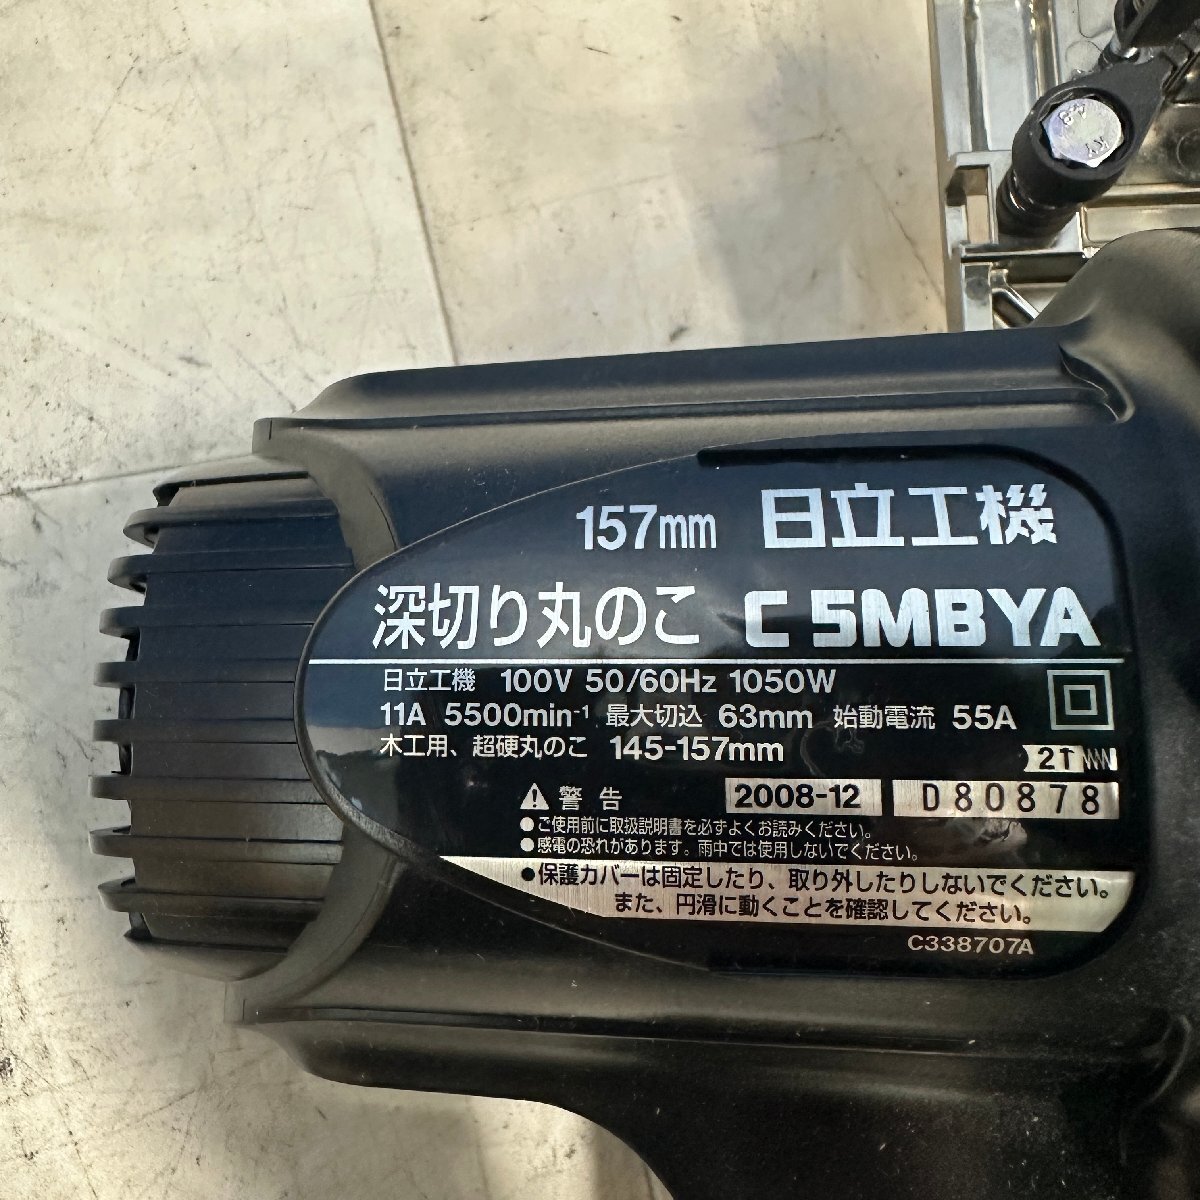 4.8
KY
157mm 日立工機
深切り丸のこ C 5MBYA
日立工機 100V 50/60Hz 1050W
11A 5500min⁻¹ 最大切込 63mm 始動電流 55A
木工用、超硬丸のこ 145-157mm
2T
⚠警告 2008-12 D80878
●ご使用前に取扱説明書を必ずよくお読みください。
●感電の恐れがあります。雨中では使用しないでください。
●保護カバーは固定したり、取り外したりしないでください。
また、円滑に動くことを確認してください。
C338707A